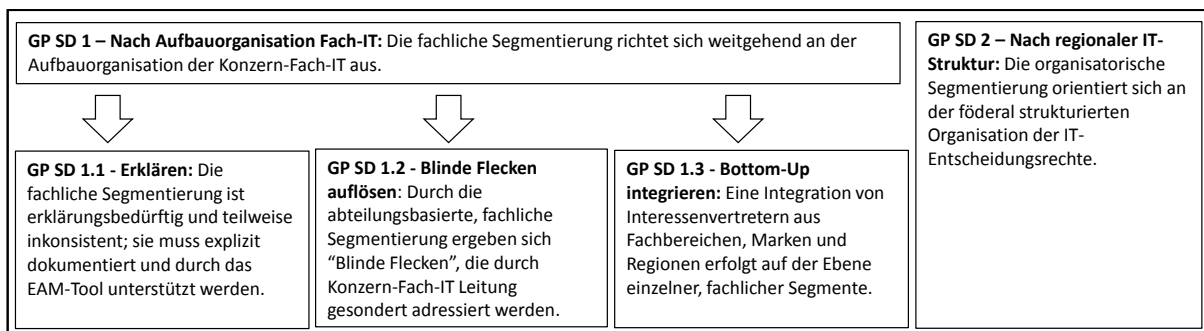 GP SD 1 – Nach Aufbauorganisation Fach-IT: Die fachliche Segmentierung richtet sich weitgehend an der
Aufbauorganisation der Konzern-Fach-IT aus.
GP SD 2 – Nach regionaler IT-
Struktur: Die organisatorische
Segmentierung orientiert sich an
der föderal strukturierten
Organisation der IT-
Entscheidungsrechte.
GP SD 1.1 - Erklären: Die
fachliche Segmentierung ist
erklärungsbedürftig und teilweise
inkonsistent; sie muss explizit
dokumentiert und durch das
EAM-Tool unterstützt werden.
GP SD 1.2 - Blinde Flecken
auflösen: Durch die
abteilungsbasierte, fachliche
Segmentierung ergeben sich
“Blinde Flecken”, die durch
Konzern-Fach-IT Leitung
gesondert adressiert werden.
GP SD 1.3 - Bottom-Up
integrieren: Eine Integration von
Interessenvertretern aus
Fachbereichen, Marken und
Regionen erfolgt auf der Ebene
einzelner, fachlicher Segmente.